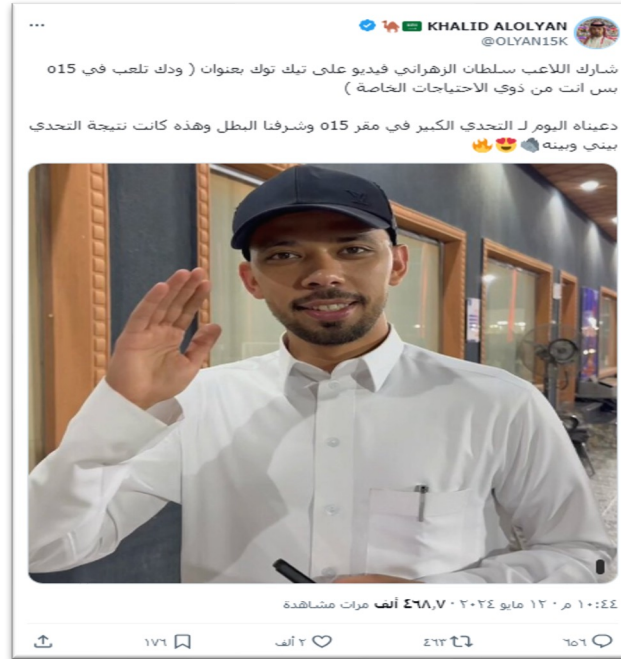 KHALID ALOLYAN
@OLYAN15K
شارك اللاعب سلطان الزهراني فيديو على تيك توك بعنوان ( ودك تلعب في o15
بس انت من ذوي الاحتياجات الخاصة )
دعيناه اليوم لـ التحدي الكبير في مقر o15 وشرفنا البطل وهذه كانت نتيجة التحدي
بيني وبينه
١٠:٤٤ م · ١٢ مايو ٢٠٢٤ · ٤٦٨,٧ ألف مرات مشاهدة
٦٥٦ ٤٦٣ ٢ ألف ١٧٦